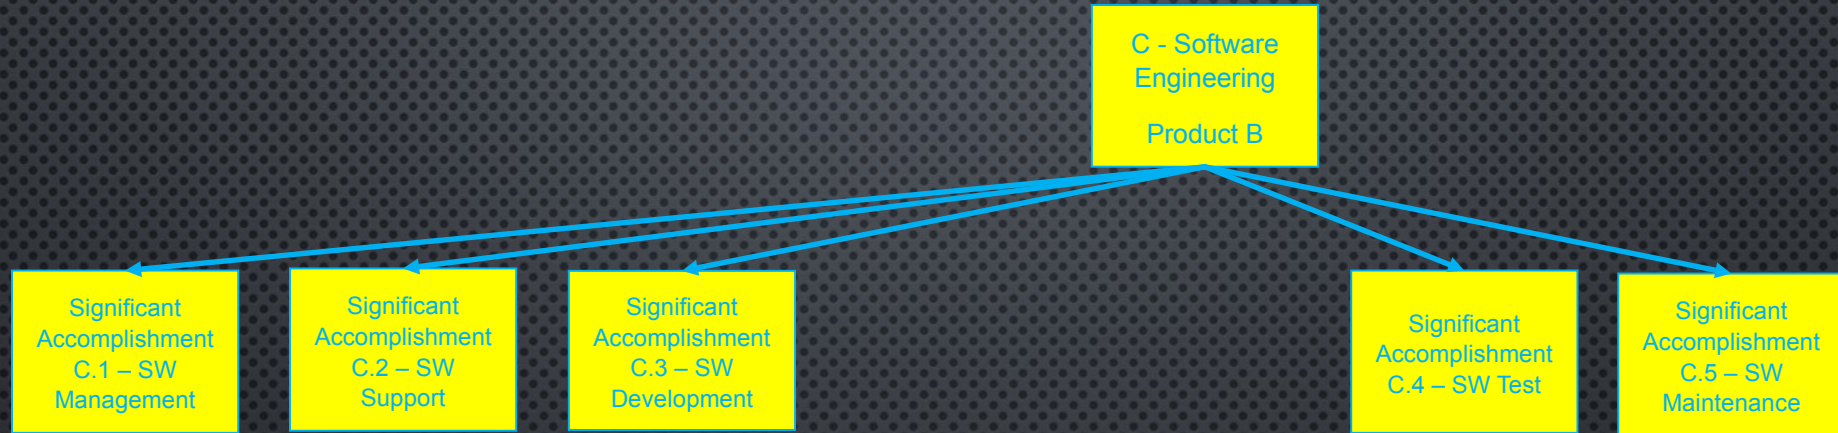 C - Software
Engineering
Product B
Significant
Accomplishment
C.1 – SW
Management
Significant
Accomplishment
C.2 – SW
Support
Significant
Accomplishment
C.3 – SW
Development
Significant
Accomplishment
C.4 – SW Test
Significant
Accomplishment
C.5 – SW
Maintenance